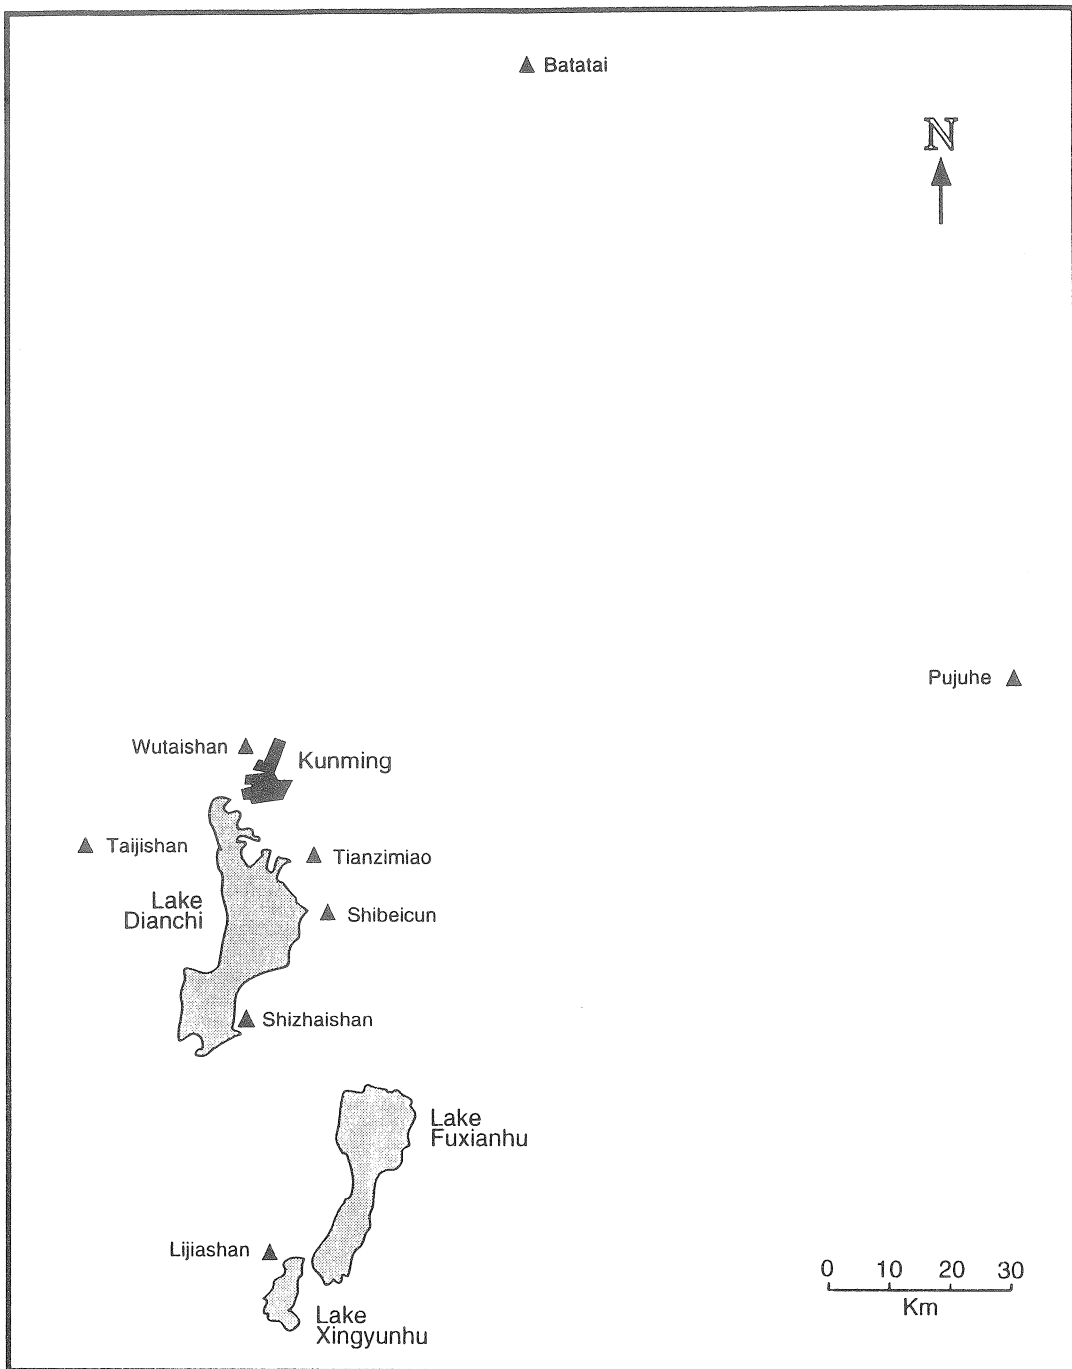 Batatai
N
Pujuhe
Wutaishan
Kunming
Taijishan
Tianzimiao
Lake
Dianchi
Shibeicun
Shizhaishan
Lake
Fuxianhu
Lijiashan
0 10 20 30
Km
Lake
Xingyunhu